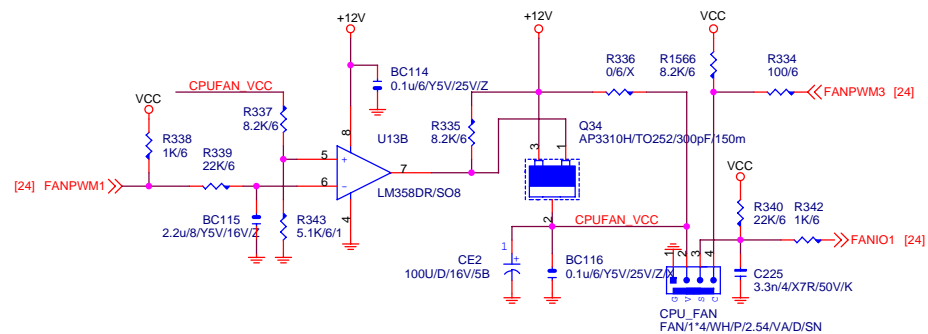 +12V
+12V
VCC
R336
0/6/X
R1566
8.2K/6
R334
100/6
BC114
0.1u/6/Y5V/25V/Z
CPUFAN_VCC
FANPWM3 [24]
VCC
R337
8.2K/6
R338
1K/6
R339
22K/6
8
U13B
5
+
6
-
7
4
LM358DR/SO8
R335
8.2K/6
Q34
AP3310H/TO252/300pF/150m
3
1
2
VCC
[24] FANPWM1
BC115
2.2u/8/Y5V/16V/Z
R343
5.1K/6/1
CPUFAN_VCC
R340
22K/6
R342
1K/6
FANIO1 [24]
1
+
CE2
100U/D/16V/5B
BC116
0.1u/6/Y5V/25V/Z/X
1
2
3
4
G
V
S
C
C225
3.3n/4/X7R/50V/K
CPU_FAN
FAN/1*4/WH/P/2.54/VA/D/SN